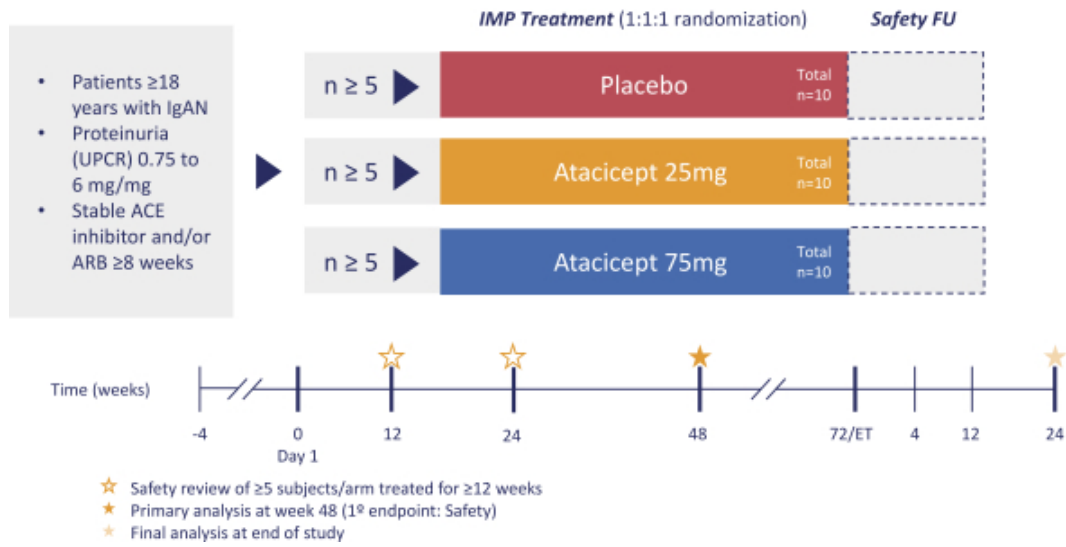 IMP Treatment (1:1:1 randomization)
Safety FU
• Patients ≥18
years with IgAN
• Proteinuria
(UPCR) 0.75 to
6 mg/mg
• Stable ACE
inhibitor and/or
ARB ≥8 weeks
n ≥ 5
Placebo
Total
n=10
n ≥ 5
Atacicept 25mg
Total
n=10
n ≥ 5
Atacicept 75mg
Total
n=10
Time (weeks)
-4
0
12
24
48
72/ET
4
12
24
Day 1
Safety review of ≥5 subjects/arm treated for ≥12 weeks
Primary analysis at week 48 (1º endpoint: Safety)
Final analysis at end of study